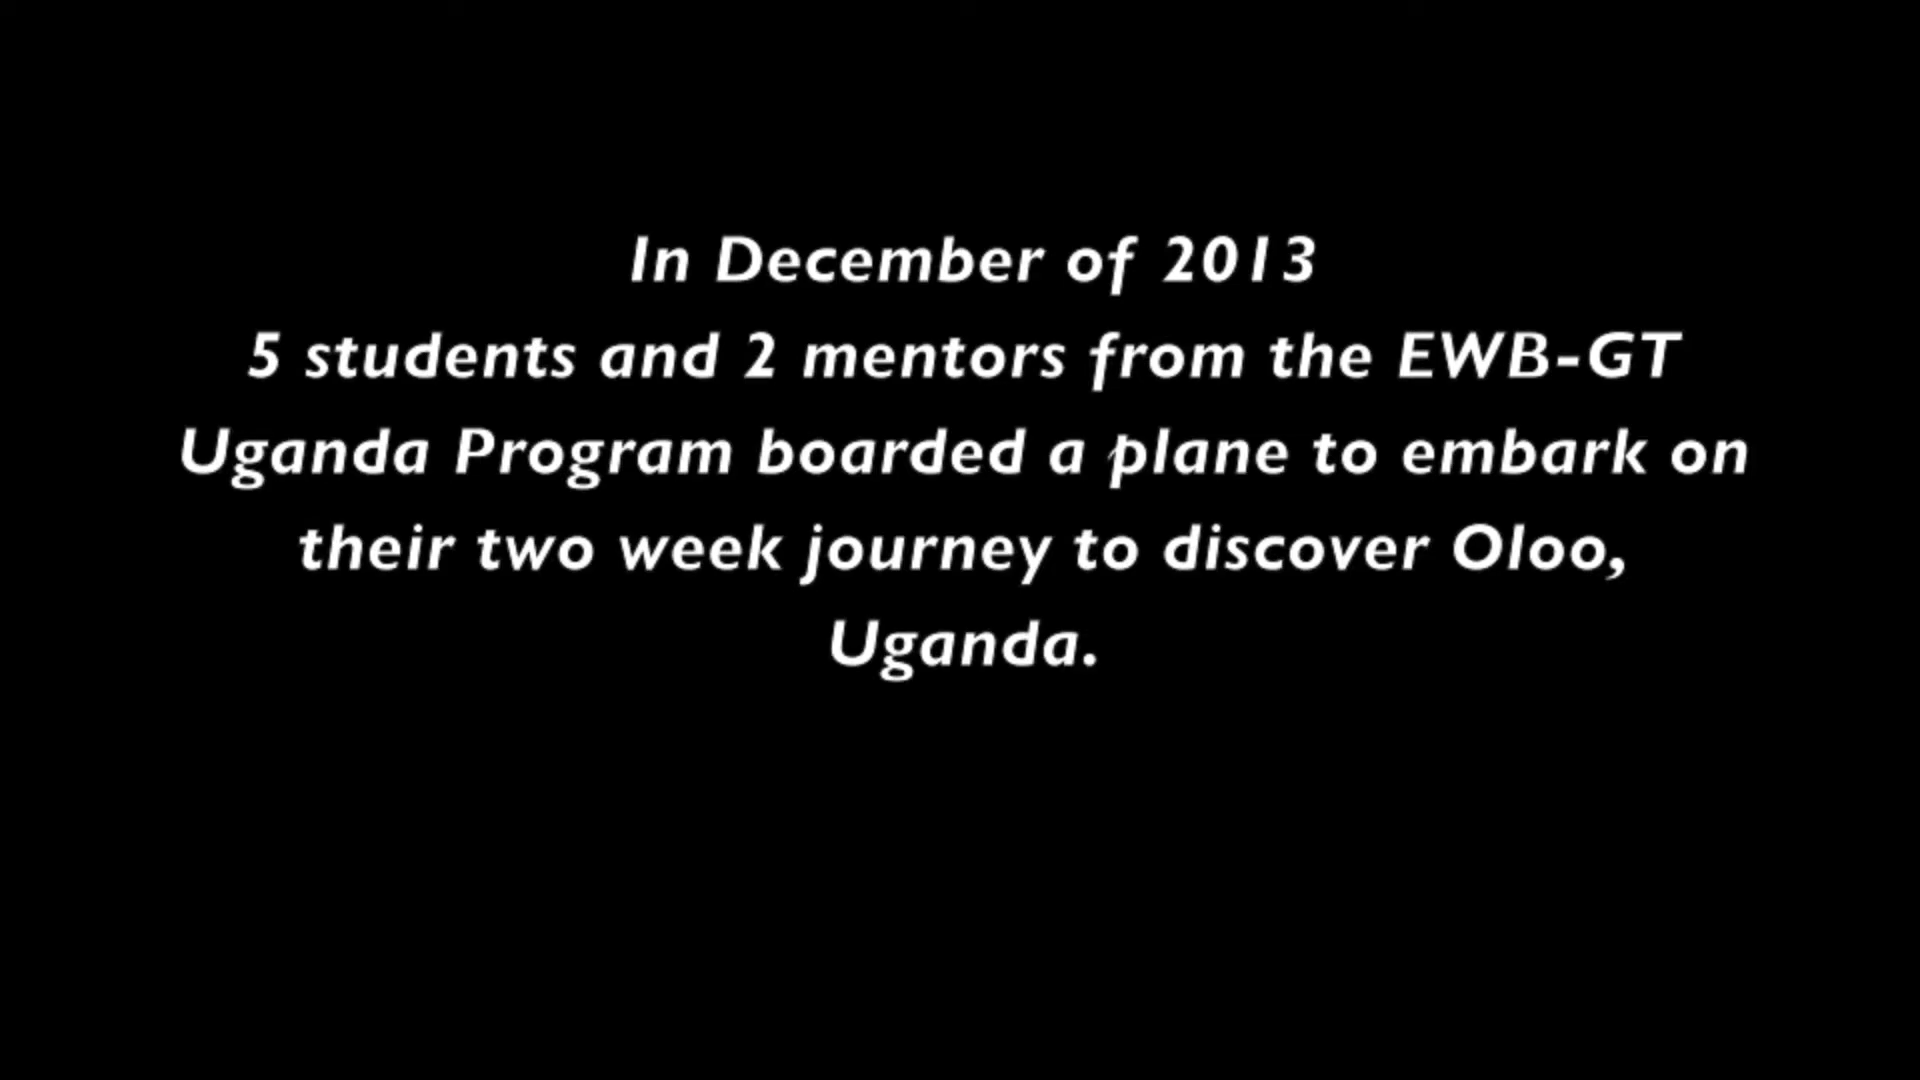 In December of 2013
5 students and 2 mentors from the EWB-GT
Uganda Program boarded a plane to embark on
their two week journey to discover Oloo,
Uganda.